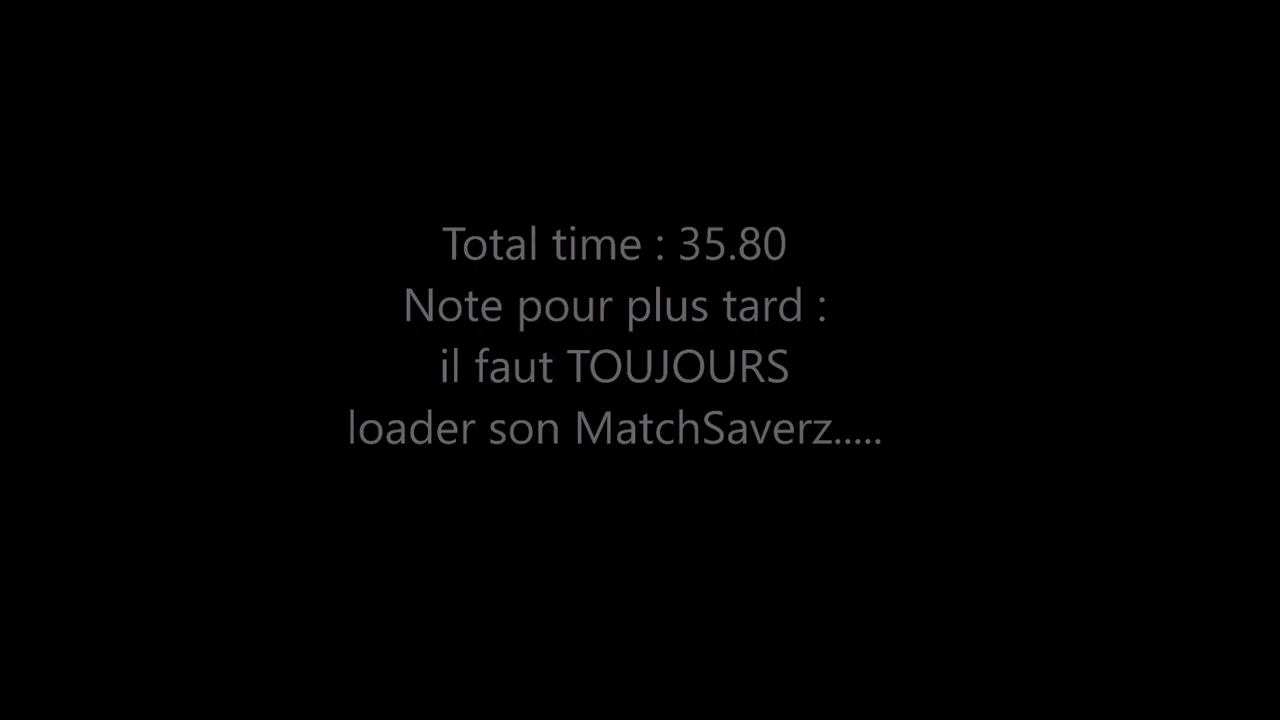 Total time : 35.80
Note pour plus tard :
il faut TOUJOURS
loader son MatchSaverz.....